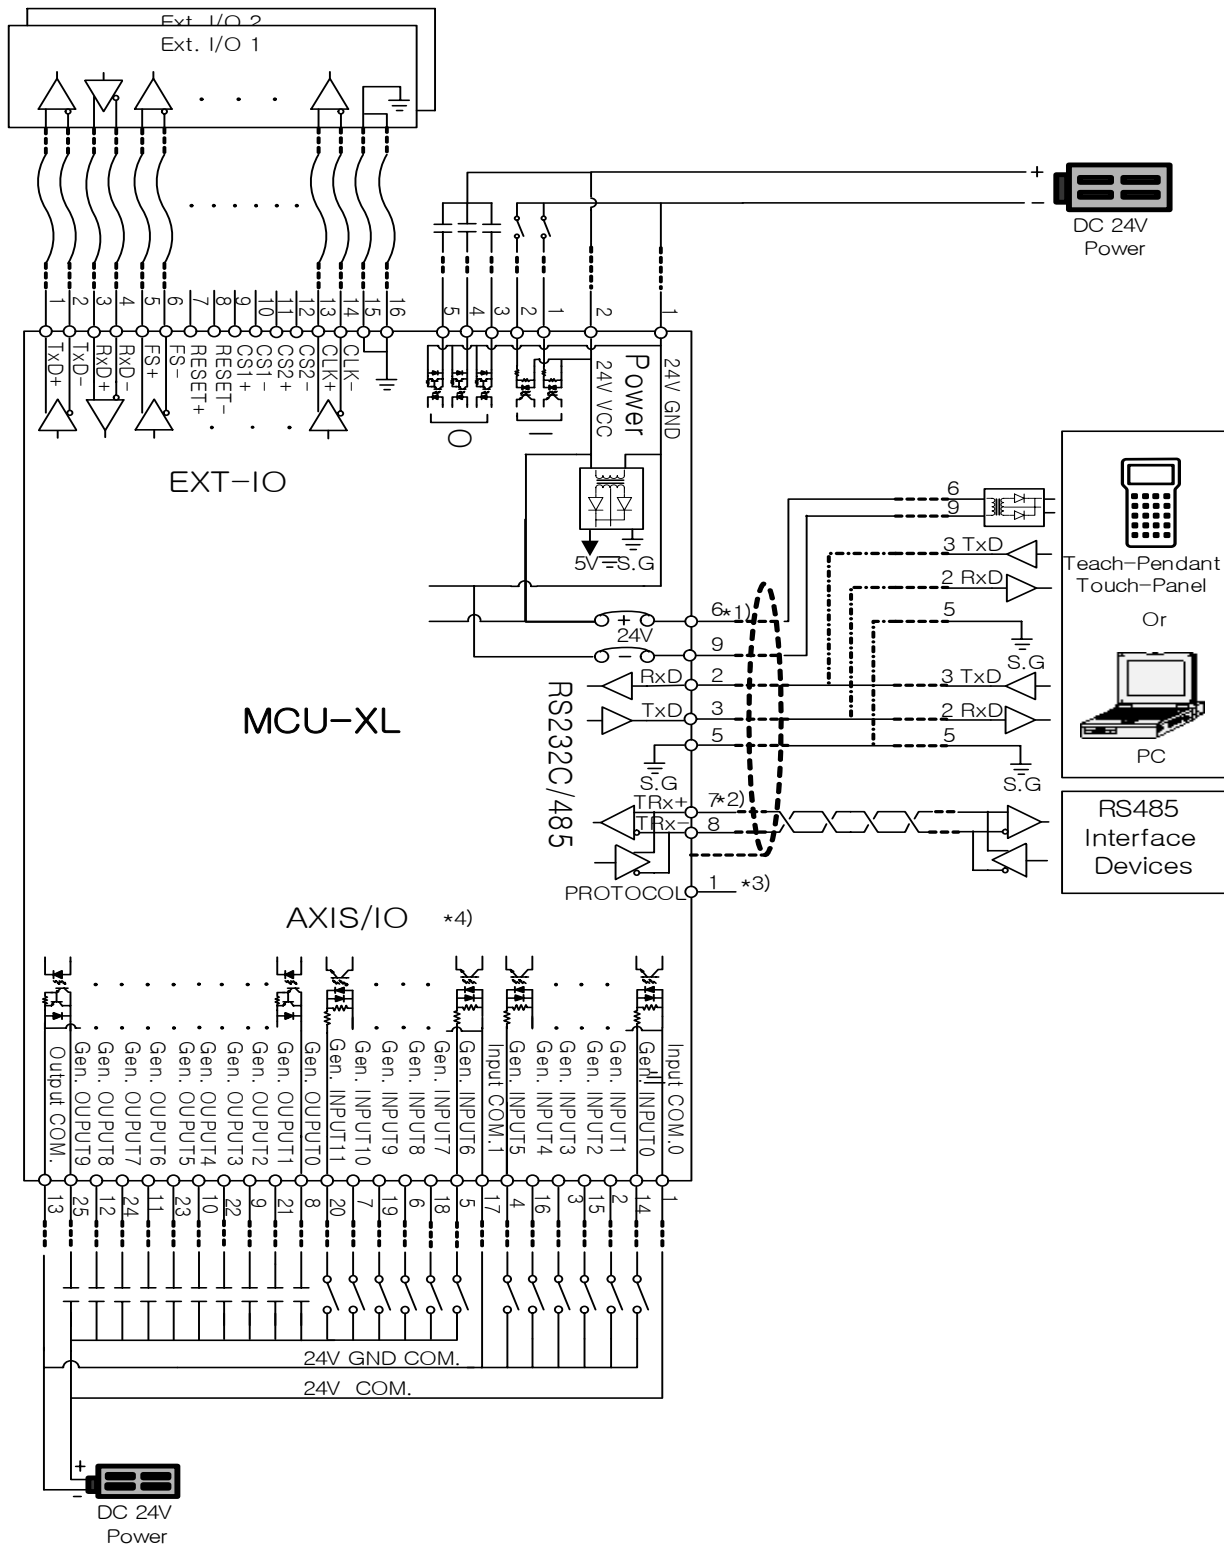 Ext. I/O 2
Ext. I/O 1
+
−
DC 24V
Power
1
2
3
4
5
6
7
8
9
10
11
12
13
14
15
16
5
4
3
2
1
2
1
TxD+
TxD-
RxD+
RxD-
FS+
FS-
RESET+
RESET-
CS1+
CS1-
CS2+
CS2-
CLK+
CLK-
O
I
24V VCC
Power
24V GND
EXT-IO
5V
S.G
6
9
3 TxD
2 RxD
5
S.G
Teach-Pendant
Touch-Panel
Or
PC
+
24V
-
6*1)
9
RxD
2
3 TxD
TxD
3
2 RxD
5
5
S.G
S.G
MCU-XL
RS232C/485
TRx+
7*2)
TRx-
8
RS485
Interface
Devices
PROTOCOL
1
*3)
AXIS/IO *4)
Output COM.
Gen. OUPUT9
Gen. OUPUT8
Gen. OUPUT7
Gen. OUPUT6
Gen. OUPUT5
Gen. OUPUT4
Gen. OUPUT3
Gen. OUPUT2
Gen. OUPUT1
Gen. OUPUT0
Gen. INPUT11
Gen. INPUT10
Gen. INPUT9
Gen. INPUT8
Gen. INPUT7
Gen. INPUT6
Input COM.1
Gen. INPUT5
Gen. INPUT4
Gen. INPUT3
Gen. INPUT2
Gen. INPUT1
Gen. INPUT0
Input COM.0
13
25
12
24
11
23
10
22
9
21
8
20
7
19
6
18
5
17
4
16
3
15
2
14
1
24V GND COM.
24V COM.
+
−
DC 24V
Power